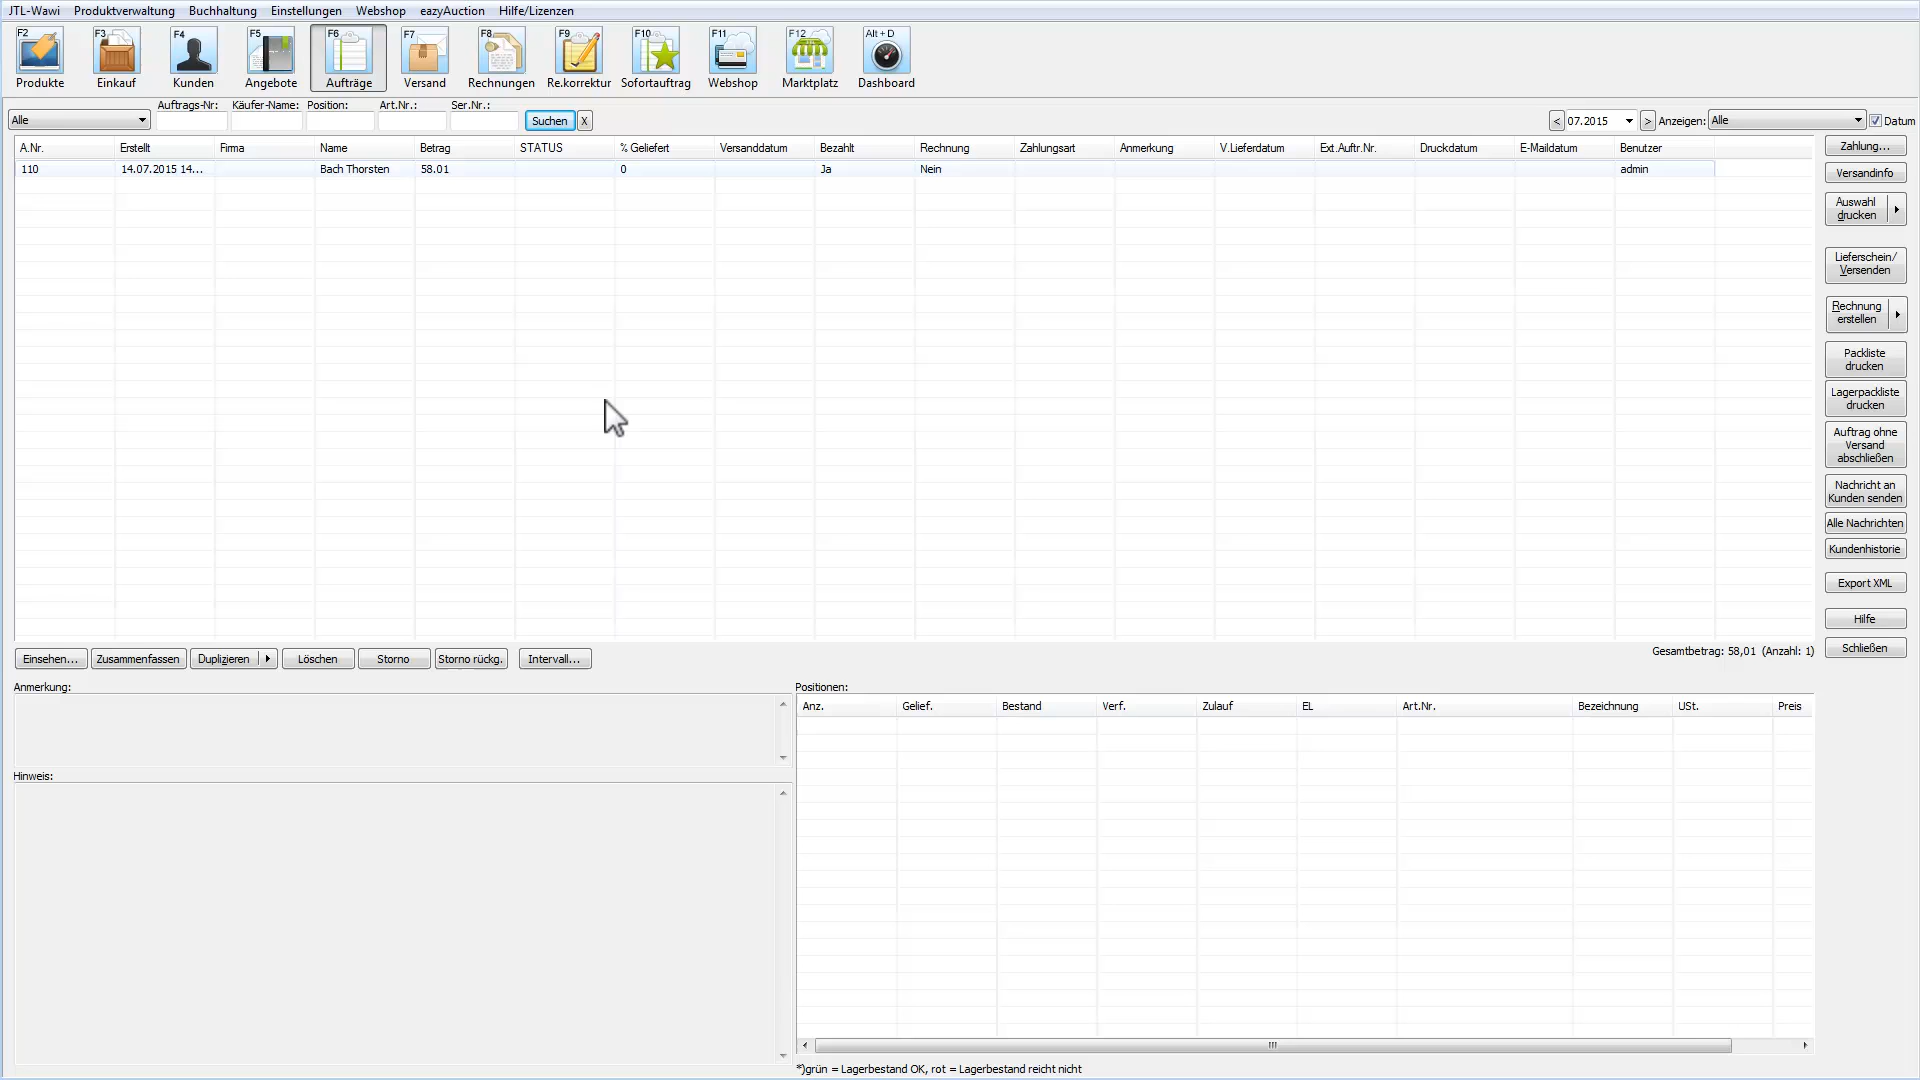 JTL-Wawi Produktverwaltung Buchhaltung Einstellungen Webshop eazyAuction Hilfe/Lizenzen
F2 F3 F4 F5 F6 F7 F8 F9 F10 F11 F12 Alt + D
Produkte Einkauf Kunden Angebote Aufträge Versand Rechnungen Re.korrektur Sofortauftrag Webshop Marktplatz Dashboard
Auftrags-Nr: Käufer-Name: Position: Art.Nr.: Ser.Nr.:
Alle Suchen X < 07.2015 > Anzeigen: Alle Datum
A.Nr. Erstellt Firma Name Betrag STATUS % Geliefert Versanddatum Bezahlt Rechnung Zahlungsart Anmerkung V.Lieferdatum Ext.Auftr.Nr. Druckdatum E-Maildatum Benutzer
110 14.07.2015 14... Bach Thorsten 58.01 0 Ja Nein admin
Zahlung...
Versandinfo
Auswahl
drucken
Lieferschein/
Versenden
Rechnung
erstellen
Packliste
drucken
Lagerpackliste
drucken
Auftrag ohne
Versand
abschließen
Nachricht an
Kunden senden
Alle Nachrichten
Kundenhistorie
Export XML
Hilfe
Schließen
Einsehen... Zusammenfassen Duplizieren Löschen Storno Storno rückg. Intervall... Gesamtbetrag: 58,01 (Anzahl: 1)
Anmerkung:
Hinweis:
Positionen:
Anz. Gelief. Bestand Verf. Zulauf EL Art.Nr. Bezeichnung USt. Preis
*)grün = Lagerbestand OK, rot = Lagerbestand reicht nicht